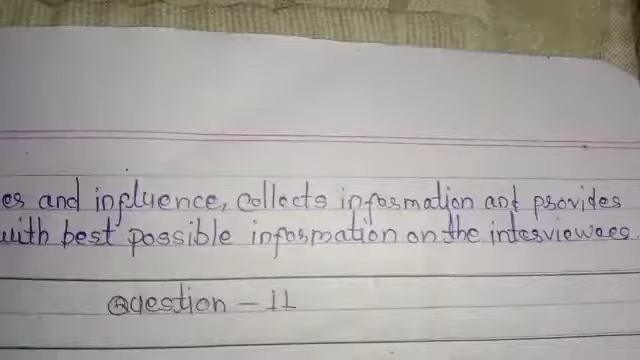 es and influence, collects information and provides
with best possible information on the interviewees.
Question - 11